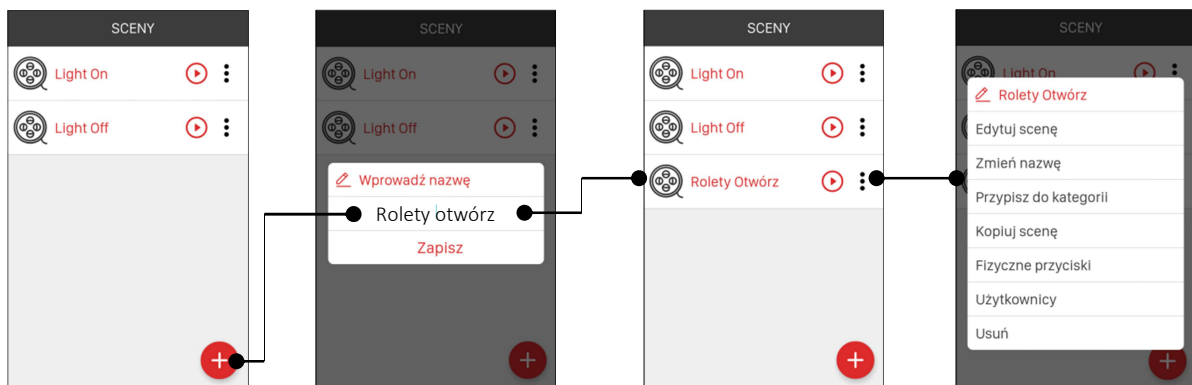 SCENY
Light On
Light Off
SCENY
Light On
Light Off
Wprowadź nazwę
Rolety otwórz
Zapisz
SCENY
Light On
Light Off
Rolety Otwórz
SCENY
Light On
Rolety Otwórz
Edytuj scenę
Zmień nazwę
Przypisz do kategorii
Kopiuj scenę
Fizyczne przyciski
Użytkownicy
Usuń